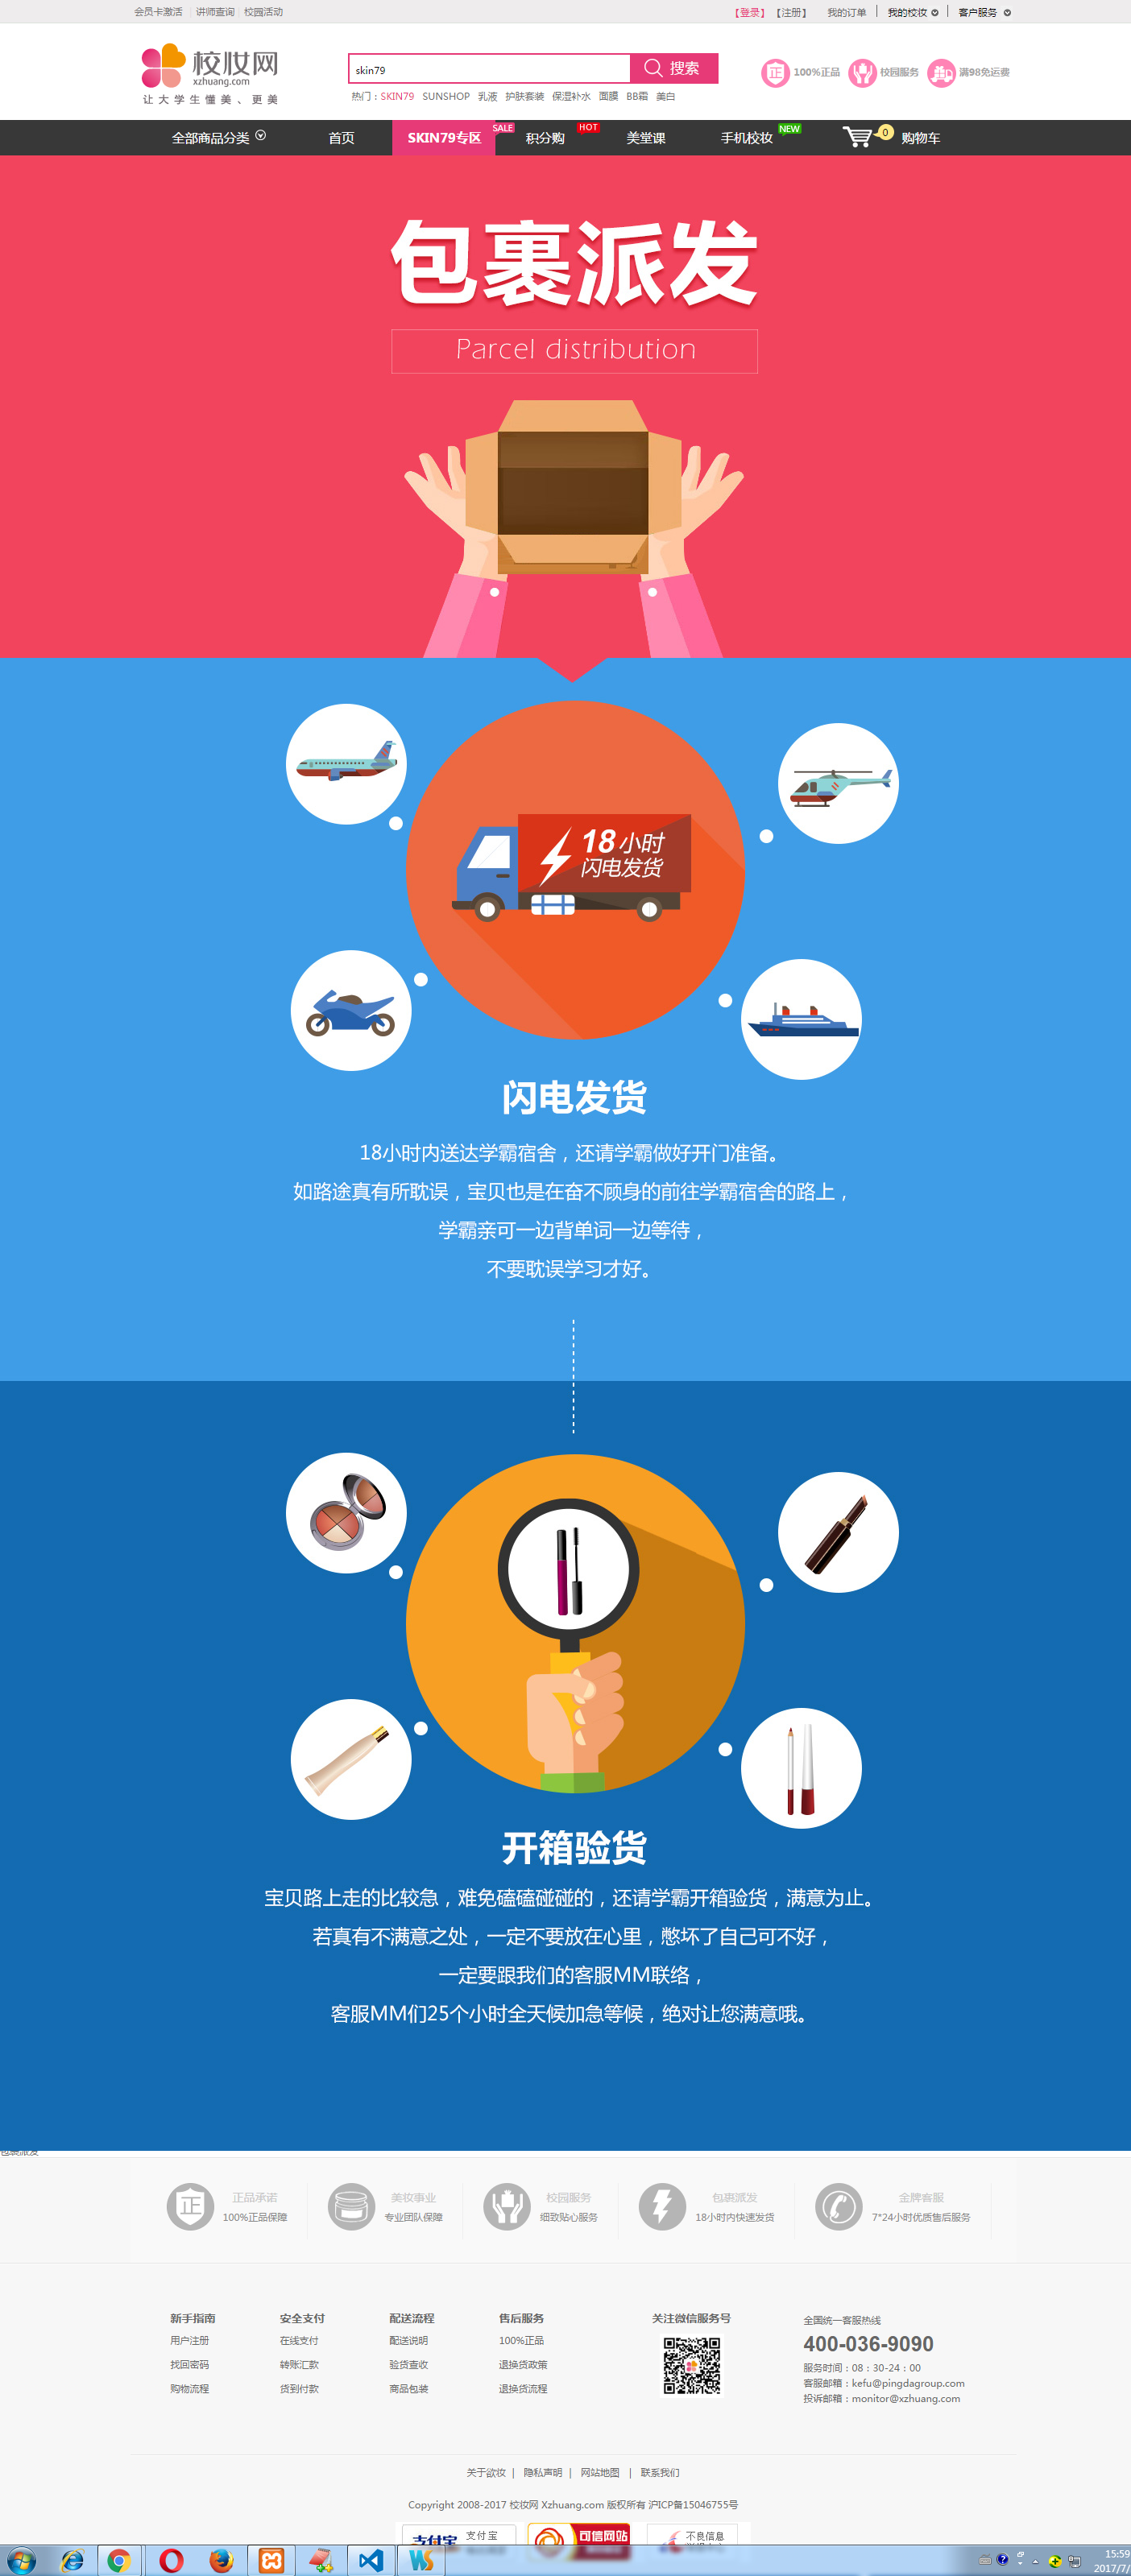 会员卡激活 讲师查询 校园活动 【登录】 【注册】 我的订单 我的校妆 客户服务
校妆网
xzhuang.com
让大学生懂美、更美
skin79 搜索
正 100%正品 校园服务 满98免运费
热门：SKIN79 SUNSHOP 乳液 护肤套装 保湿补水 面膜 BB霜 美白
全部商品分类 首页 SKIN79专区 SALE 积分购 HOT 美堂课 手机校妆 NEW 0 购物车
包裹派发
Parcel distribution
18小时
闪电发货
闪电发货
18小时内送达学霸宿舍，还请学霸做好开门准备。
如路途真有所耽误，宝贝也是在奋不顾身的前往学霸宿舍的路上，
学霸亲可一边背单词一边等待，
不要耽误学习才好。
开箱验货
宝贝路上走的比较急，难免磕磕碰碰的，还请学霸开箱验货，满意为止。
若真有不满意之处，一定不要放在心里，憋坏了自己可不好，
一定要跟我们的客服MM联络，
客服MM们25个小时全天候加急等候，绝对让您满意哦。
包裹派发
正 正品承诺 美妆事业 校园服务 包裹派发 金牌客服
100%正品保障 专业团队保障 细致贴心服务 18小时内快速发货 7*24小时优质售后服务
新手指南 安全支付 配送流程 售后服务 关注微信服务号
用户注册 在线支付 配送说明 100%正品
找回密码 转账汇款 验货查收 退换货政策
购物流程 货到付款 商品包装 退换货流程
全国统一客服热线
400-036-9090
服务时间：08：30-24：00
客服邮箱：kefu@pingdagroup.com
投诉邮箱：monitor@xzhuang.com
关于欲妆 | 隐私声明 | 网站地图 | 联系我们
Copyright 2008-2017 校妆网 Xzhuang.com 版权所有 沪ICP备15046755号
支付宝 支付宝 可信网站 不良信息
15:59
2017/7/